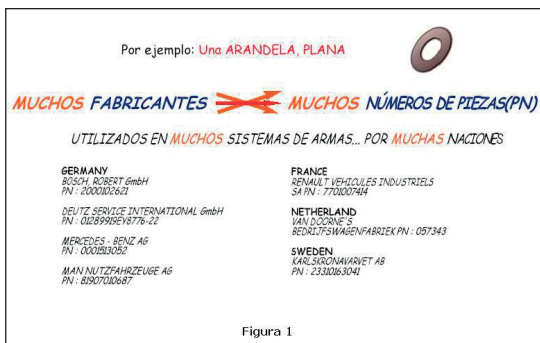 Por ejemplo: Una ARANDELA, PLANA
MUCHOS FABRICANTES MUCHOS NÚMEROS DE PIEZAS(PN)
UTILIZADOS EN MUCHOS SISTEMAS DE ARMAS... POR MUCHAS NACIONES
GERMANY
BOSCH, ROBERT GmbH
PN : 2000102621
DEUTZ SERVICE INTERNATIONAL GmbH
PN : 01289919EY8776-22
MERCEDES - BENZ AG
PN : 0001513052
MAN NUTZFAHRZEUGE AG
PN : 81907010687
FRANCE
RENAULT VEHICULES INDUSTRIELS
SA PN : 7701007414
NETHERLAND
VAN DOORNE'S
BEDRIJFSWAGENFABRIEK PN : 057343
SWEDEN
KARLSKRONAVARVET AB
PN : 23310163041
Figura 1